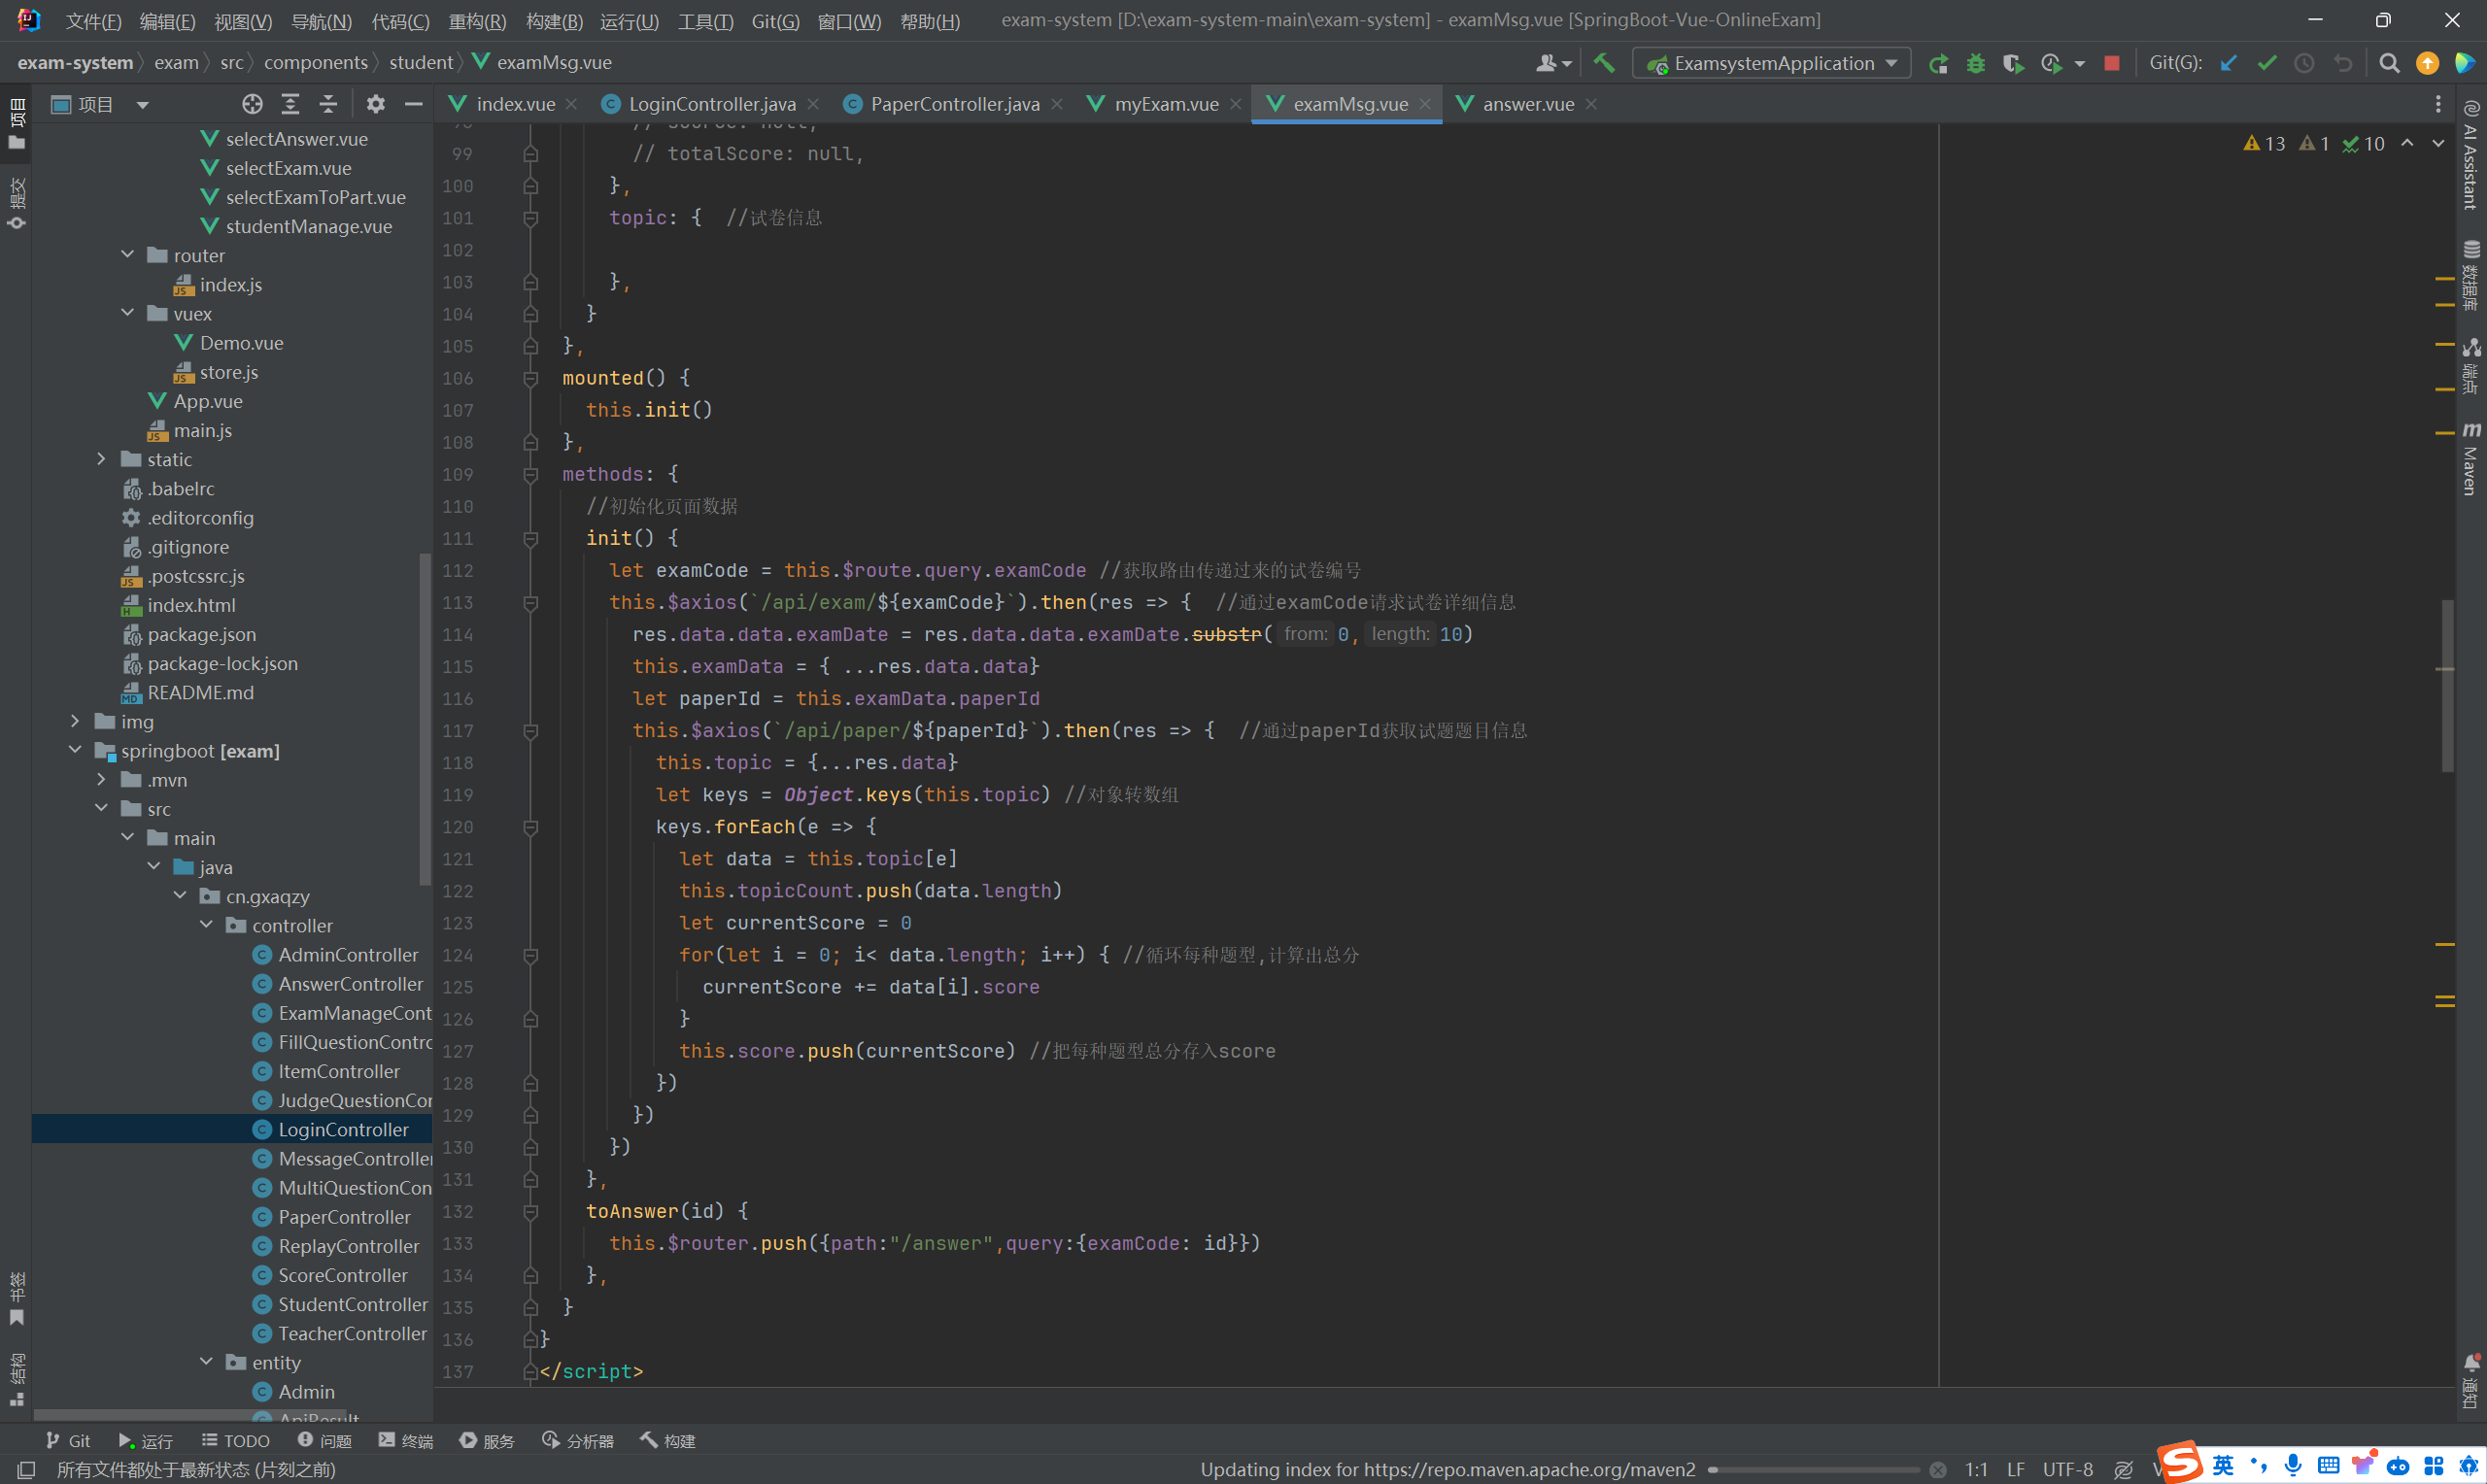 文件(F) 编辑(E) 视图(V) 导航(N) 代码(C) 重构(R) 构建(B) 运行(U) 工具(T) Git(G) 窗口(W) 帮助(H) exam-system [D:\exam-system-main\exam-system] - examMsg.vue [SpringBoot-Vue-OnlineExam]
exam-system exam src components student examMsg.vue ExamsystemApplication Git(G):
项目 index.vue LoginController.java PaperController.java myExam.vue examMsg.vue answer.vue
13 1 10
项目
提交
书签
结构
selectAnswer.vue
selectExam.vue
selectExamToPart.vue
studentManage.vue
router
index.js
vuex
Demo.vue
store.js
App.vue
main.js
static
.babelrc
.editorconfig
.gitignore
.postcssrc.js
index.html
package.json
package-lock.json
README.md
img
springboot [exam]
.mvn
src
main
java
cn.gxaqzy
controller
AdminController
AnswerController
ExamManageCont
FillQuestionContro
ItemController
JudgeQuestionCor
LoginController
MessageController
MultiQuestionCon
PaperController
ReplayController
ScoreController
StudentController
TeacherController
entity
Admin
ApiResult
99 // totalScore: null,
100 },
101 topic: { //试卷信息
102
103 },
104 }
105 },
106 mounted() {
107 this.init()
108 },
109 methods: {
110 //初始化页面数据
111 init() {
112 let examCode = this.$route.query.examCode //获取路由传递过来的试卷编号
113 this.$axios(`/api/exam/${examCode}`).then(res => { //通过examCode请求试卷详细信息
114 res.data.data.examDate = res.data.data.examDate.substr( from: 0, length: 10)
115 this.examData = { ...res.data.data}
116 let paperId = this.examData.paperId
117 this.$axios(`/api/paper/${paperId}`).then(res => { //通过paperId获取试题题目信息
118 this.topic = {...res.data}
119 let keys = Object.keys(this.topic) //对象转数组
120 keys.forEach(e => {
121 let data = this.topic[e]
122 this.topicCount.push(data.length)
123 let currentScore = 0
124 for(let i = 0; i< data.length; i++) { //循环每种题型,计算出总分
125 currentScore += data[i].score
126 }
127 this.score.push(currentScore) //把每种题型总分存入score
128 })
129 })
130 })
131 },
132 toAnswer(id) {
133 this.$router.push({path:"/answer",query:{examCode: id}})
134 },
135 }
136 }
137 </script>
AI Assistant
数据库
端点
m Maven
通知
Git 运行 TODO 问题 终端 服务 分析器 构建
所有文件都处于最新状态 (片刻之前) Updating index for https://repo.maven.apache.org/maven2 1:1 LF UTF-8 英